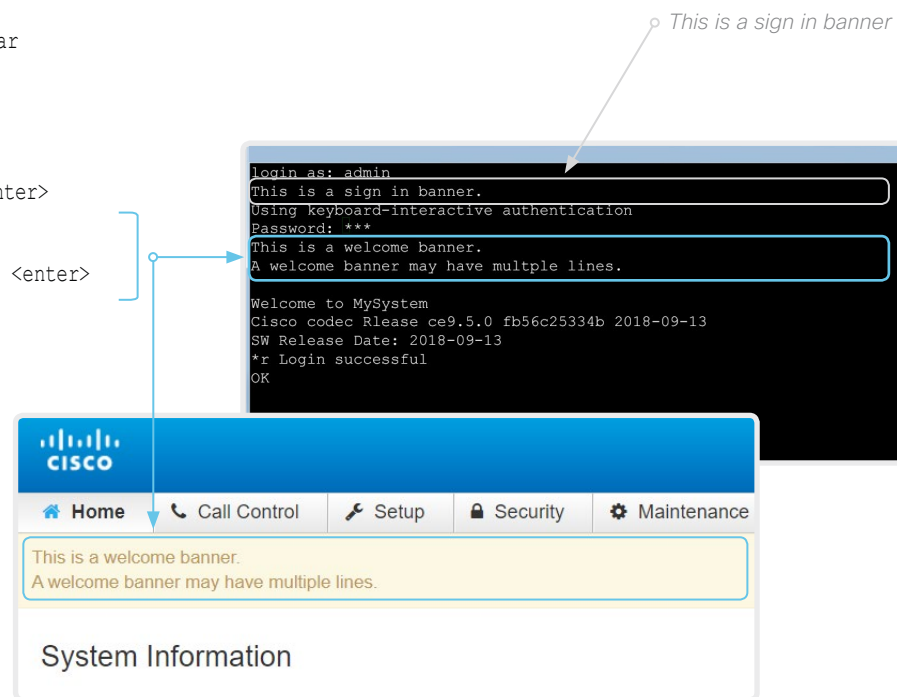 This is a sign in banner
ar
nter>
<enter>
login as: admin
This is a sign in banner.
Using keyboard-interactive authentication
Password: ***
This is a welcome banner.
A welcome banner may have multple lines.
Welcome to MySystem
Cisco codec Rlease ce9.5.0 fb56c25334b 2018-09-13
SW Release Date: 2018-09-13
*r Login successful
OK
CISCO
Home Call Control Setup Security Maintenance
This is a welcome banner.
A welcome banner may have multiple lines.
System Information